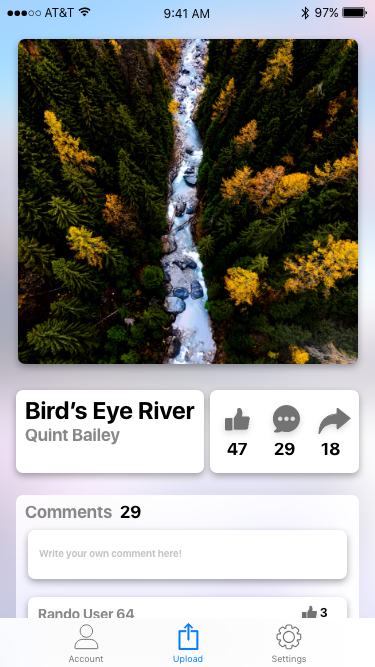 AT&T 9:41 AM 97%
Bird's Eye River
Quint Bailey
47 29 18
Comments 29
Write your own comment here!
Rando User 64 3
Account Upload Settings